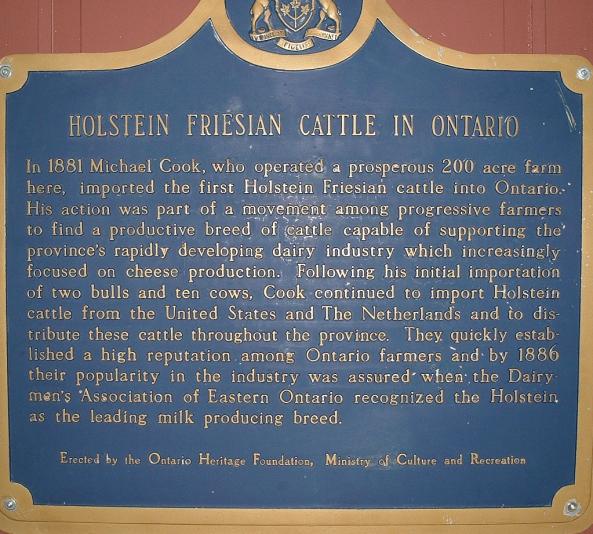 FIDELIS
HOLSTEIN FRIESIAN CATTLE IN ONTARIO
In 1881 Michael Cook, who operated a prosperous 200 acre farm
here, imported the first Holstein Friesian cattle into Ontario.
His action was part of a movement among progressive farmers
to find a productive breed of cattle capable of supporting the
province's rapidly developing dairy industry which increasingly
focused on cheese production. Following his initial importation
of two bulls and ten cows, Cook continued to import Holstein
cattle from the United States and The Netherlands and to dis-
tribute these cattle throughout the province. They quickly estab-
lished a high reputation among Ontario farmers and by 1886
their popularity in the industry was assured when the Dairy-
men's Association of Eastern Ontario recognized the Holstein
as the leading milk producing breed.
Erected by the Ontario Heritage Foundation, Ministry of Culture and Recreation